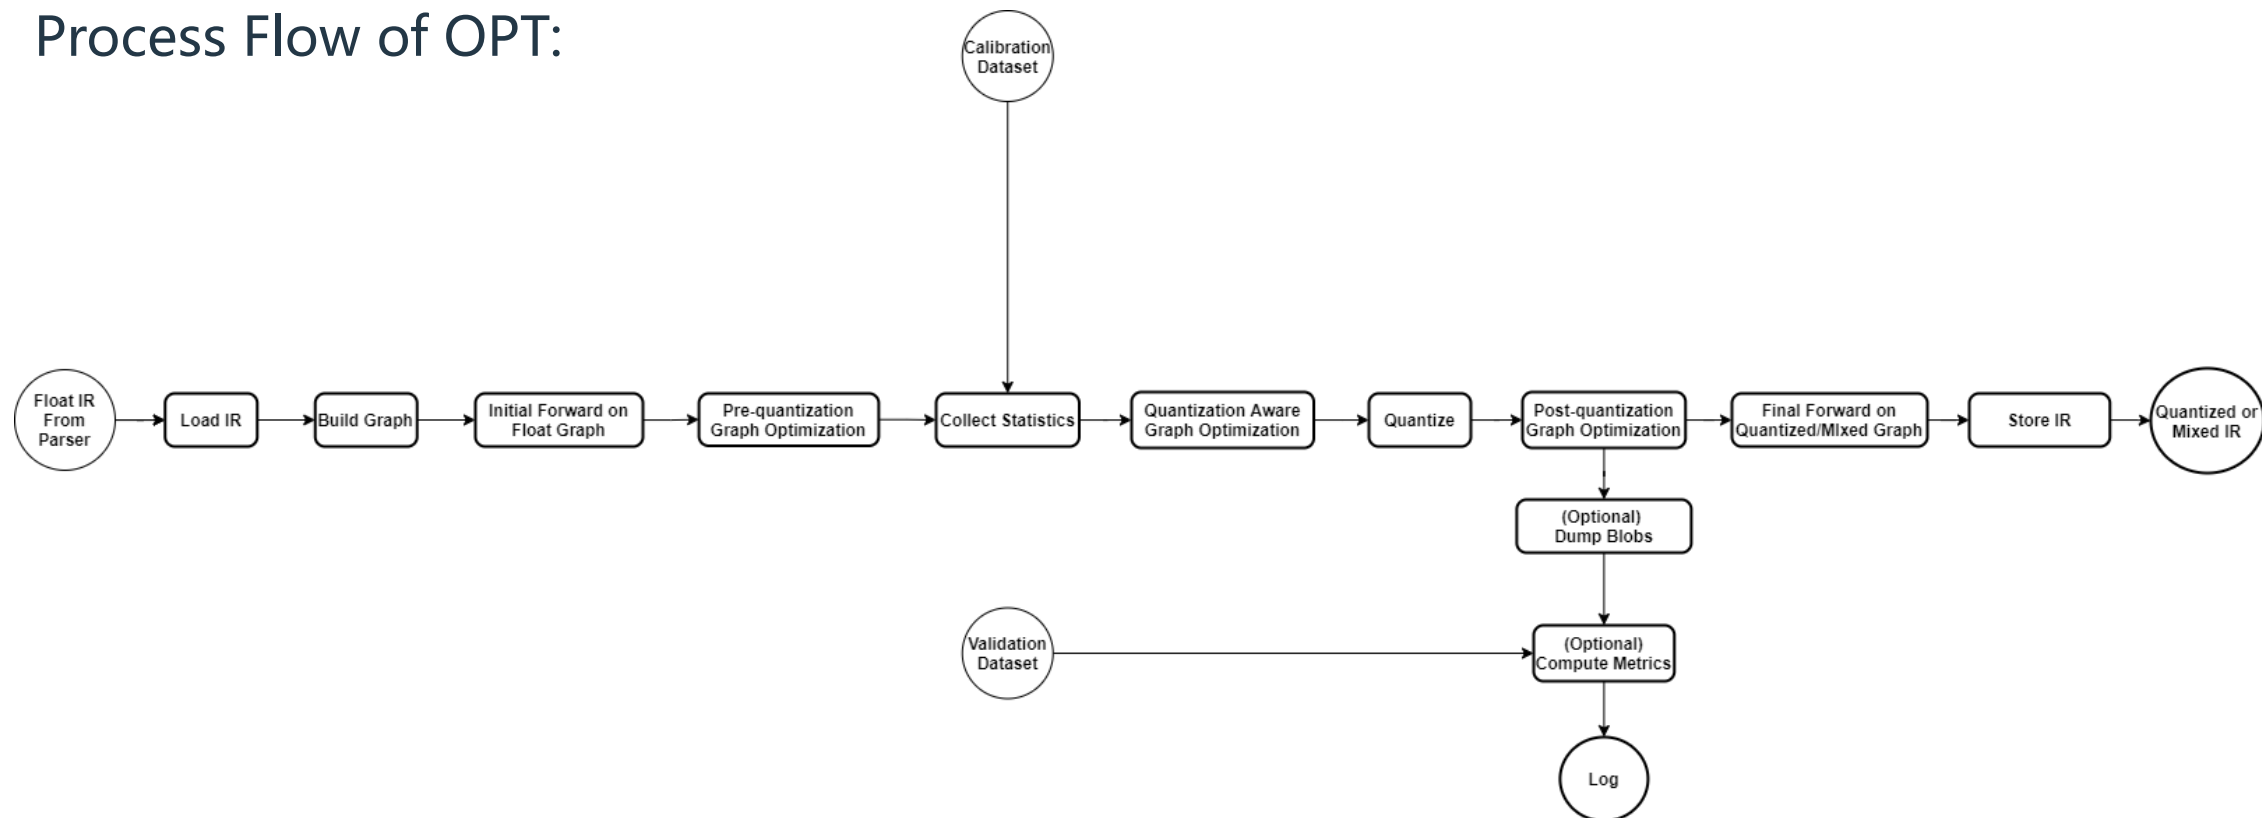 Process Flow of OPT:
Calibration
Dataset
Float IR
From
Parser
Load IR
Build Graph
Initial Forward on
Float Graph
Pre-quantization
Graph Optimization
Collect Statistics
Quantization Aware
Graph Optimization
Quantize
Post-quantization
Graph Optimization
Final Forward on
Quantized/MIxed Graph
Store IR
Quantized or
Mixed IR
(Optional)
Dump Blobs
Validation
Dataset
(Optional)
Compute Metrics
Log